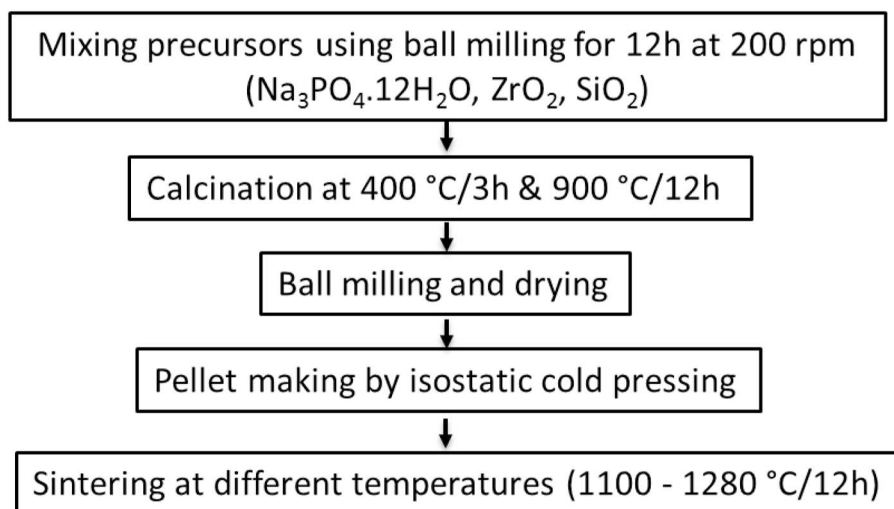 Mixing precursors using ball milling for 12h at 200 rpm
(Na₃PO₄.12H₂O, ZrO₂, SiO₂)
Calcination at 400 °C/3h & 900 °C/12h
Ball milling and drying
Pellet making by isostatic cold pressing
Sintering at different temperatures (1100 - 1280 °C/12h)